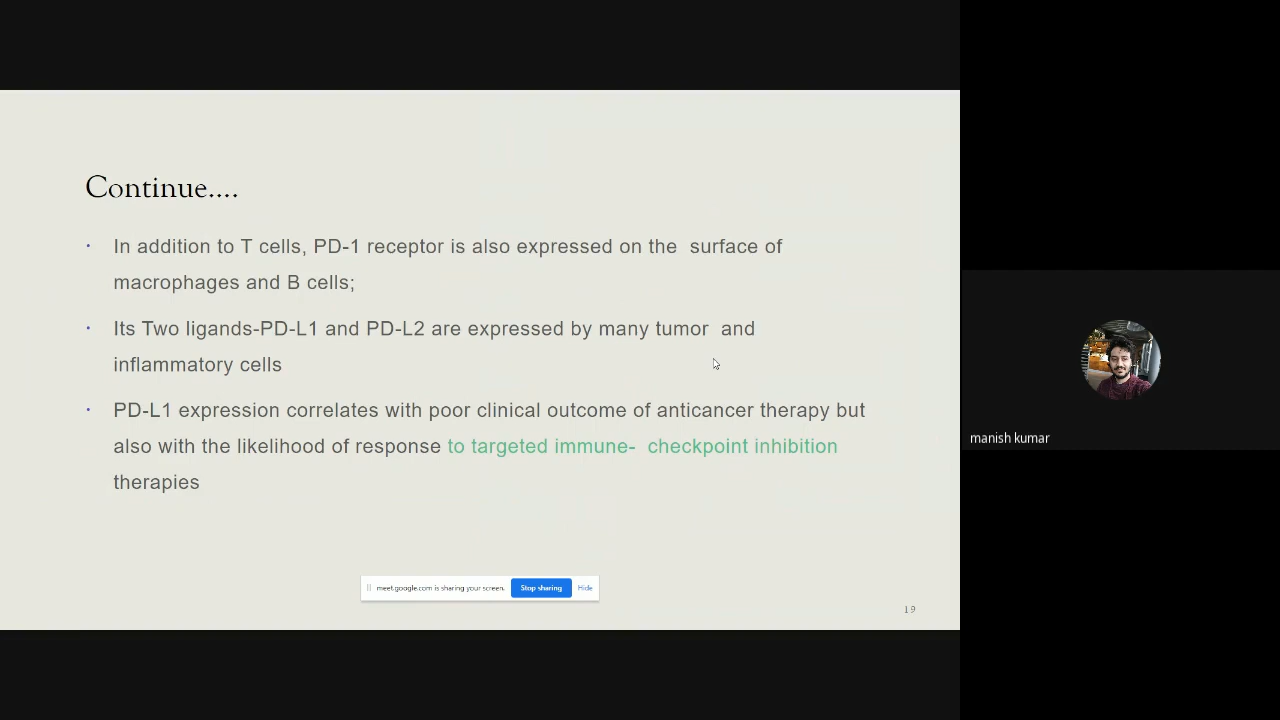 Continue....
In addition to T cells, PD-1 receptor is also expressed on the surface of
macrophages and B cells;
Its Two ligands-PD-L1 and PD-L2 are expressed by many tumor and
inflammatory cells
PD-L1 expression correlates with poor clinical outcome of anticancer therapy but
also with the likelihood of response to targeted immune- checkpoint inhibition
therapies
meet.google.com is sharing your screen. Stop sharing Hide
19
manish kumar